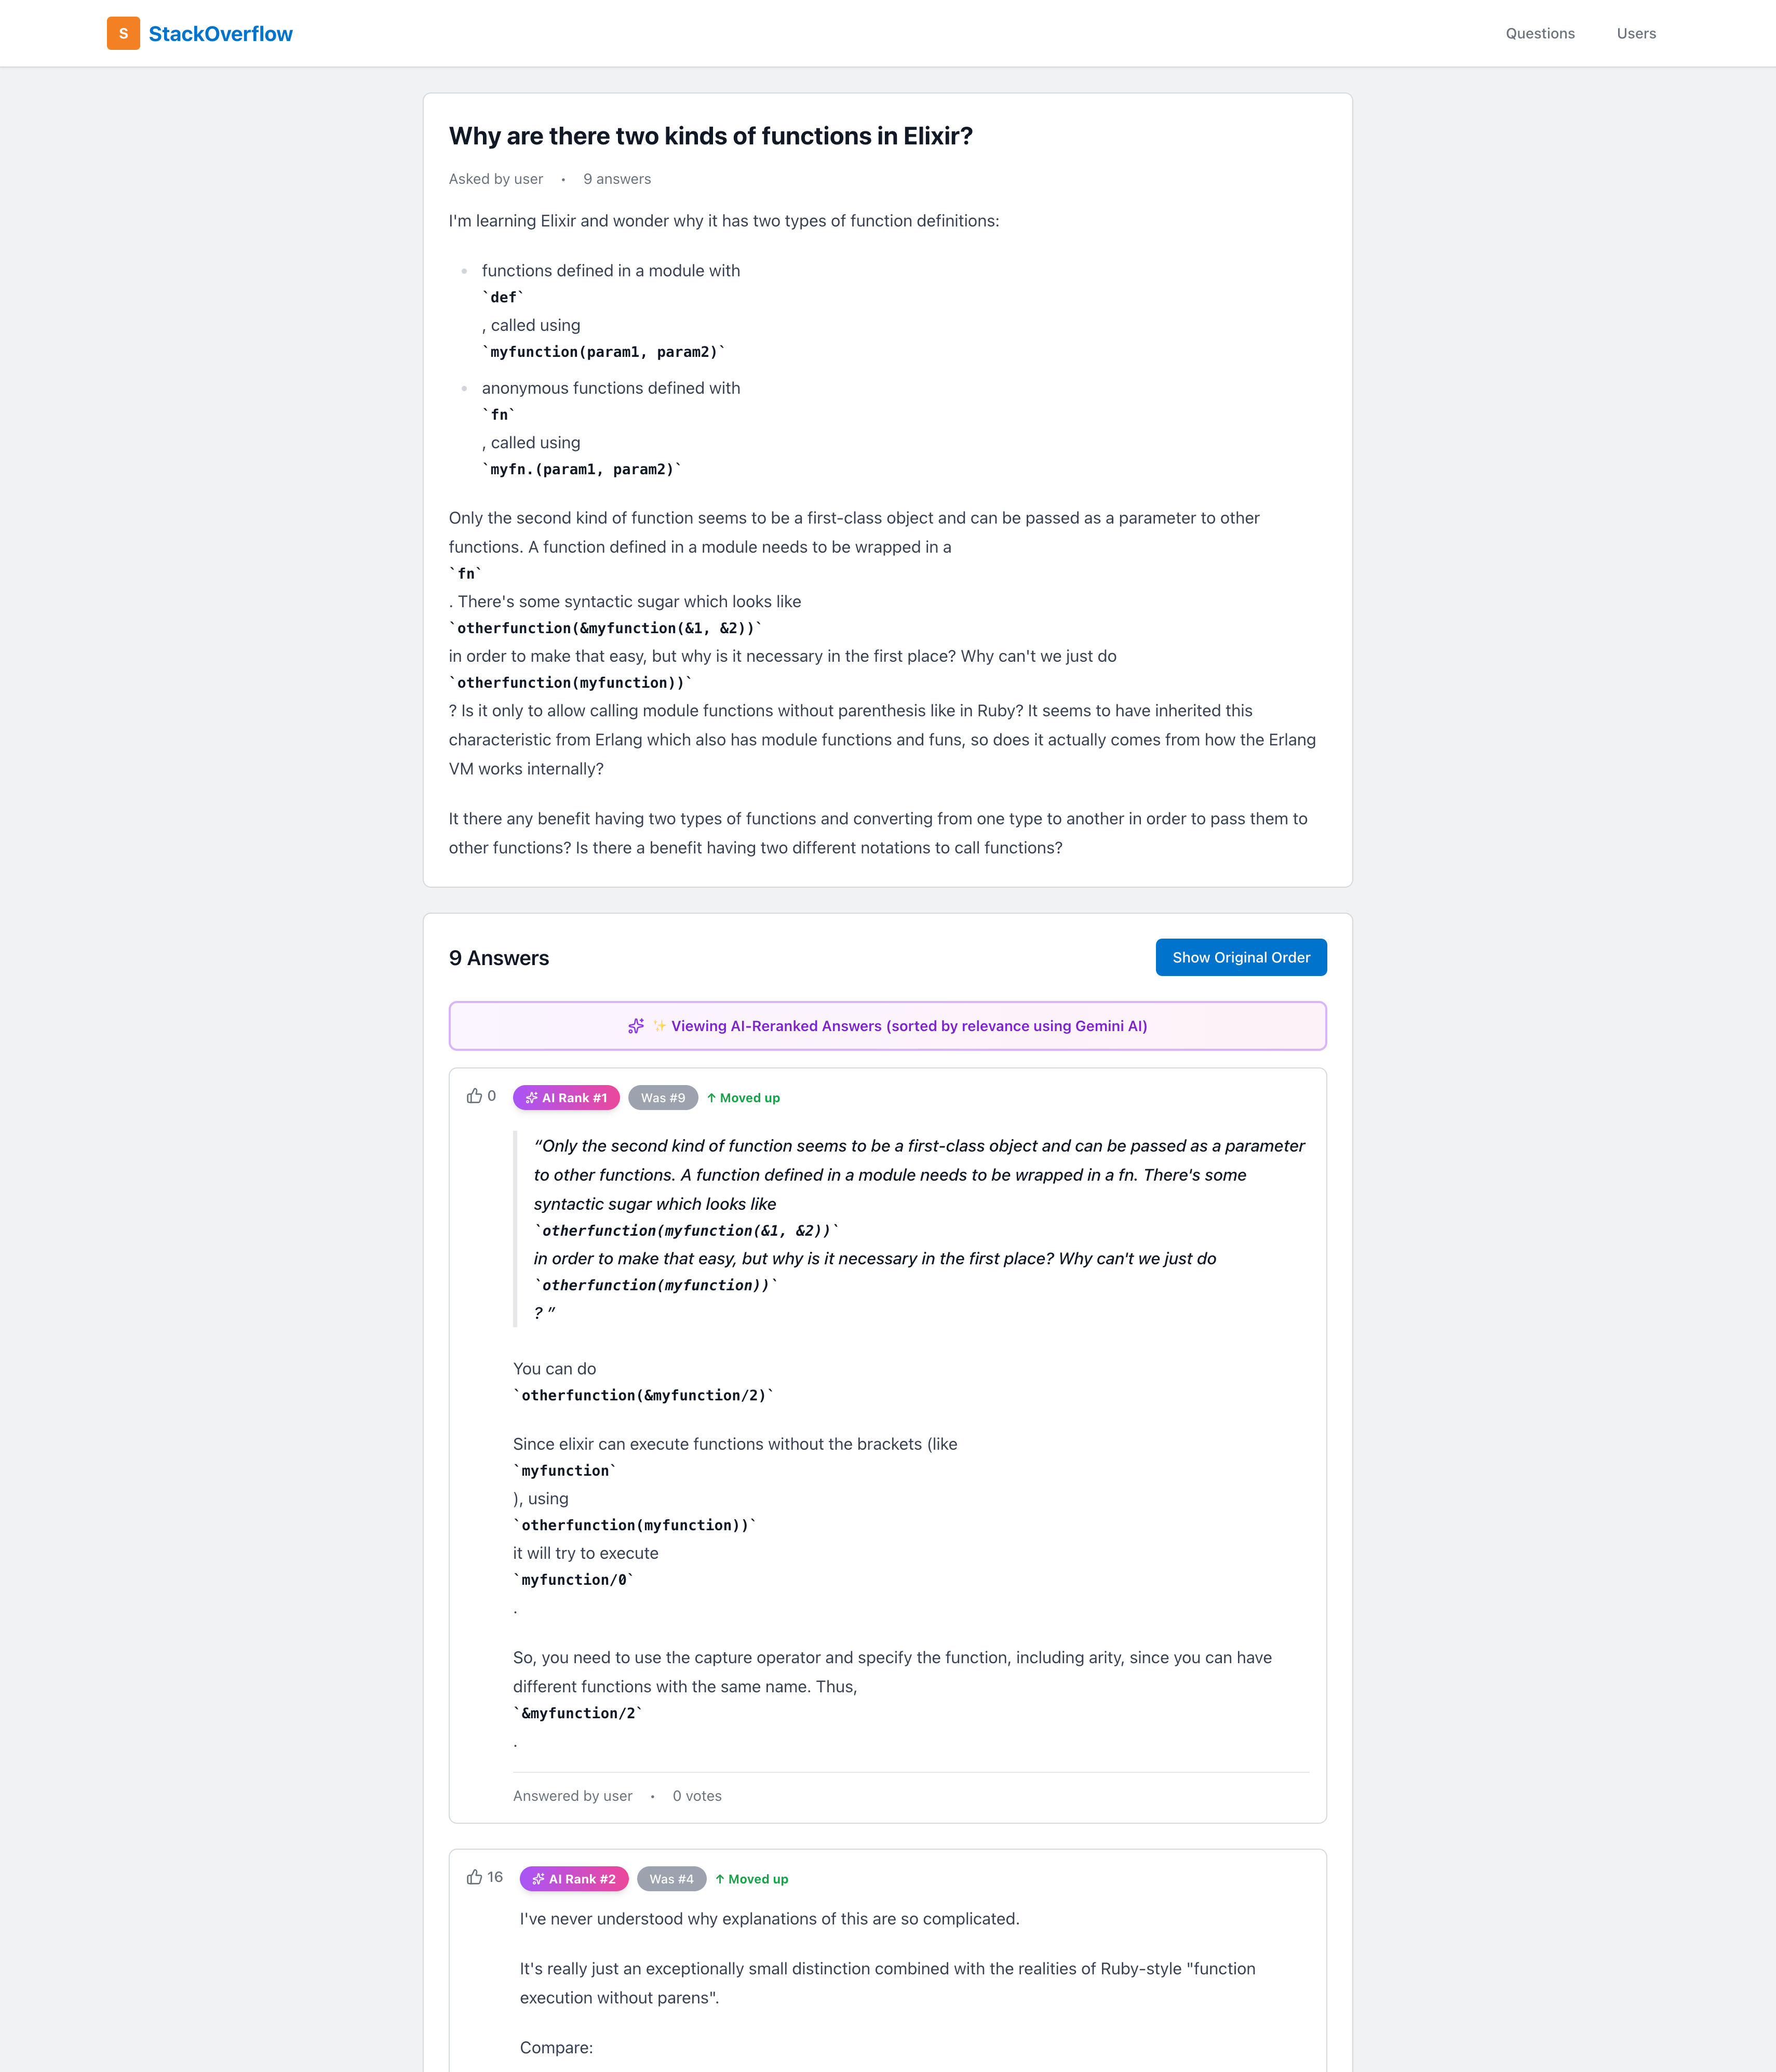 S StackOverflow
Questions Users
Why are there two kinds of functions in Elixir?
Asked by user • 9 answers
I'm learning Elixir and wonder why it has two types of function definitions:
• functions defined in a module with
`def`
, called using
`myfunction(param1, param2)`
• anonymous functions defined with
`fn`
, called using
`myfn.(param1, param2)`
Only the second kind of function seems to be a first-class object and can be passed as a parameter to other
functions. A function defined in a module needs to be wrapped in a
`fn`
. There's some syntactic sugar which looks like
`otherfunction(&myfunction(&1, &2))`
in order to make that easy, but why is it necessary in the first place? Why can't we just do
`otherfunction(myfunction))`
? Is it only to allow calling module functions without parenthesis like in Ruby? It seems to have inherited this
characteristic from Erlang which also has module functions and funs, so does it actually comes from how the Erlang
VM works internally?
It there any benefit having two types of functions and converting from one type to another in order to pass them to
other functions? Is there a benefit having two different notations to call functions?
9 Answers
Show Original Order
✨ Viewing AI-Reranked Answers (sorted by relevance using Gemini AI)
0 AI Rank #1 Was #9 ↑ Moved up
“Only the second kind of function seems to be a first-class object and can be passed as a parameter
to other functions. A function defined in a module needs to be wrapped in a fn. There's some
syntactic sugar which looks like
`otherfunction(myfunction(&1, &2))`
in order to make that easy, but why is it necessary in the first place? Why can't we just do
`otherfunction(myfunction))`
? ”
You can do
`otherfunction(&myfunction/2)`
Since elixir can execute functions without the brackets (like
`myfunction`
), using
`otherfunction(myfunction))`
it will try to execute
`myfunction/0`
.
So, you need to use the capture operator and specify the function, including arity, since you can have
different functions with the same name. Thus,
`&myfunction/2`
.
Answered by user • 0 votes
16 AI Rank #2 Was #4 ↑ Moved up
I've never understood why explanations of this are so complicated.
It's really just an exceptionally small distinction combined with the realities of Ruby-style "function
execution without parens".
Compare: